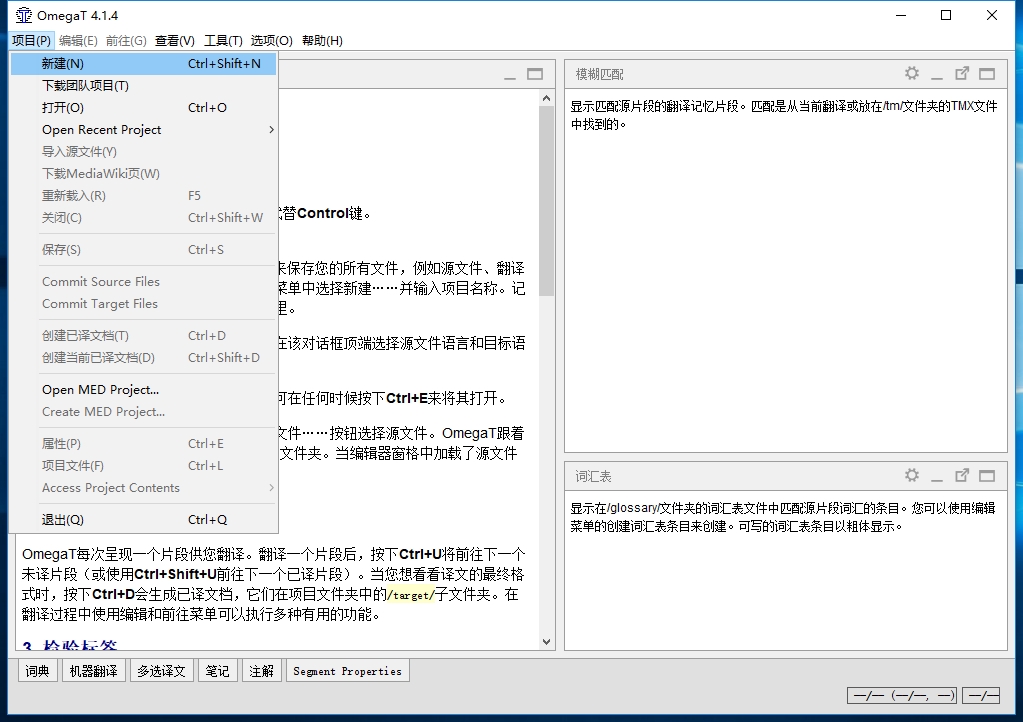 OmegaT 4.1.4
项目(P) 编辑(E) 前往(G) 查看(V) 工具(T) 选项(O) 帮助(H)
新建(N) Ctrl+Shift+N
下载团队项目(T)
打开(O) Ctrl+O
Open Recent Project
导入源文件(Y)
下载MediaWiki页(W)
重新载入(R) F5
关闭(C) Ctrl+Shift+W
保存(S) Ctrl+S
Commit Source Files
Commit Target Files
创建已译文档(T) Ctrl+D
创建当前已译文档(D) Ctrl+Shift+D
Open MED Project...
Create MED Project...
属性(P) Ctrl+E
项目文件(F) Ctrl+L
Access Project Contents
退出(Q) Ctrl+Q
替Control键。
来保存您的所有文件，例如源文件、翻译
菜单中选择新建……并输入项目名称。记
里。
在该对话框顶端选择源文件语言和目标语
可在任何时候按下Ctrl+E来将其打开。
文件……按钮选择源文件。OmegaT跟着
文件夹。当编辑器窗格中加载了源文件
OmegaT每次呈现一个片段供您翻译。翻译一个片段后，按下Ctrl+U将前往下一个
未译片段（或使用Ctrl+Shift+U前往下一个已译片段）。当您想看看译文的最终格
式时，按下Ctrl+D会生成已译文档，它们在项目文件夹中的/target/子文件夹。在
翻译过程中使用编辑和前往菜单可以执行多种有用的功能。
3. 检验标签
模糊匹配
显示匹配源片段的翻译记忆片段。匹配是从当前翻译或放在/tm/文件夹的TMX文件
中找到的。
词汇表
显示在/glossary/文件夹的词汇表文件中匹配源片段词汇的条目。您可以使用编辑
菜单的创建词汇表条目来创建。可写的词汇表条目以粗体显示。
词典 机器翻译 多选译文 笔记 注解 Segment Properties
—/— (—/—, —) —/—